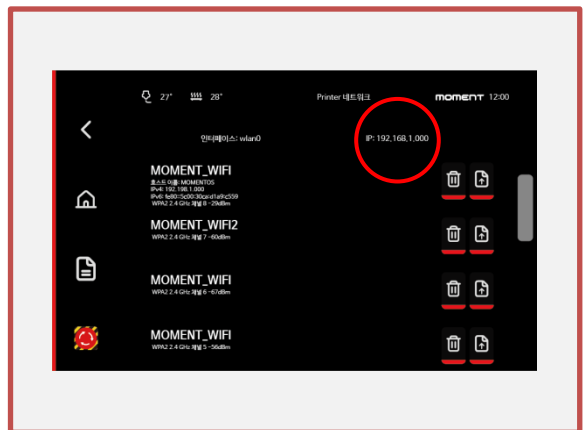 27° 28° Printer 네트워크 moment 12:00
인터페이스: wlan0 IP: 192,168,1,000
MOMENT_WIFI
호스트 이름: MOMENTOS
IPv4: 192.198.1.000
WPA2 2.4 GHz 채널 8 -29dBm
MOMENT_WIFI2
WPA2 2.4 GHz 채널 7 -60dBm
MOMENT_WIFI
WPA2 2.4 GHz 채널 6 -67dBm
MOMENT_WIFI
WPA2 2.4 GHz 채널 5 -56dBm